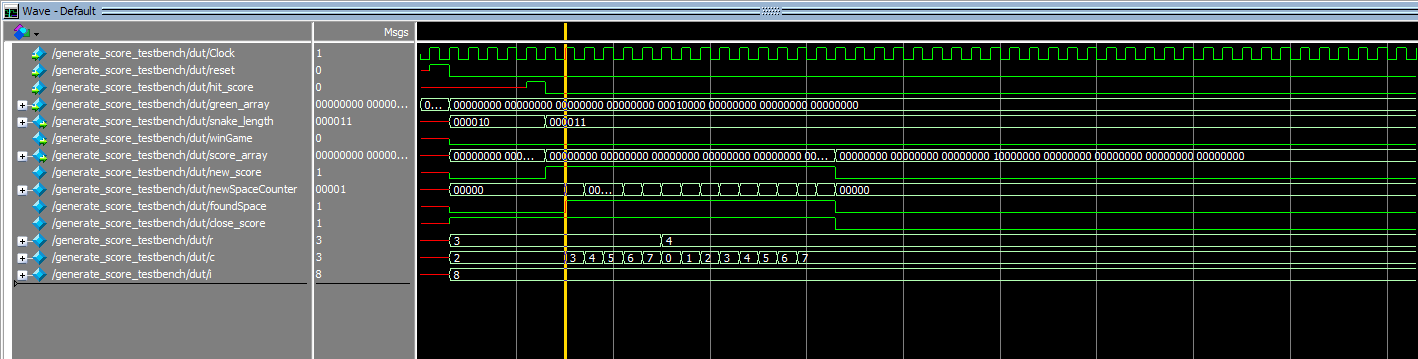 Wave - Default
Msgs
/generate_score_testbench/dut/Clock 1
/generate_score_testbench/dut/reset 0
/generate_score_testbench/dut/hit_score 0
/generate_score_testbench/dut/green_array 00000000 00000... 0... 00000000 00000000 00000000 00000000 00010000 00000000 00000000 00000000
/generate_score_testbench/dut/snake_length 000011 000010 000011
/generate_score_testbench/dut/winGame 0
/generate_score_testbench/dut/score_array 00000000 00000... 00000000 000... 00000000 00000000 00000000 00000000 00000000 00... 00000000 00000000 00000000 10000000 00000000 00000000 00000000 00000000
/generate_score_testbench/dut/new_score 1
/generate_score_testbench/dut/newSpaceCounter 00001 00000 00... 00000
/generate_score_testbench/dut/foundSpace 1
/generate_score_testbench/dut/close_score 1
/generate_score_testbench/dut/r 3 3 4
/generate_score_testbench/dut/c 3 2 3 4 5 6 7 0 1 2 3 4 5 6 7
/generate_score_testbench/dut/i 8 8